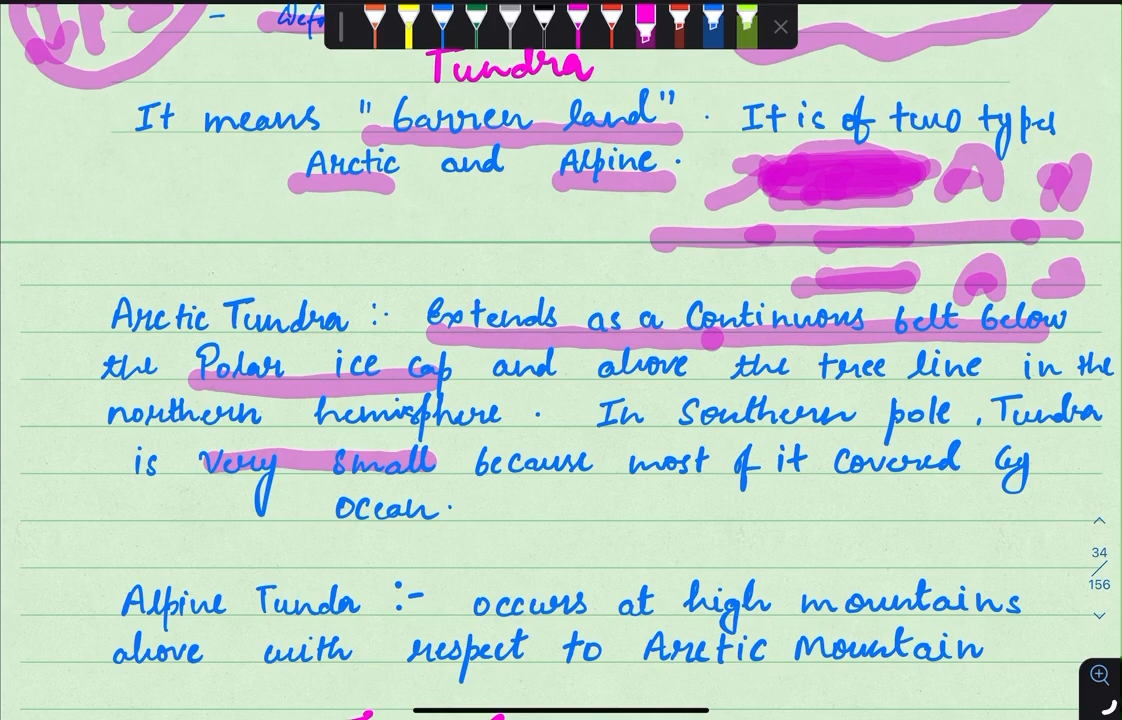 Tundra
It means "barren land". It is of two types
Arctic and Alpine.
Arctic Tundra :- Extends as a Continuous belt below
the Polar ice cap and above the tree line in the
northern hemisphere. In Southern pole, Tundra
is very small because most of it covered by
ocean.
34
156
Alpine Tunda :- occurs at high mountains
above with respect to Arctic Mountain